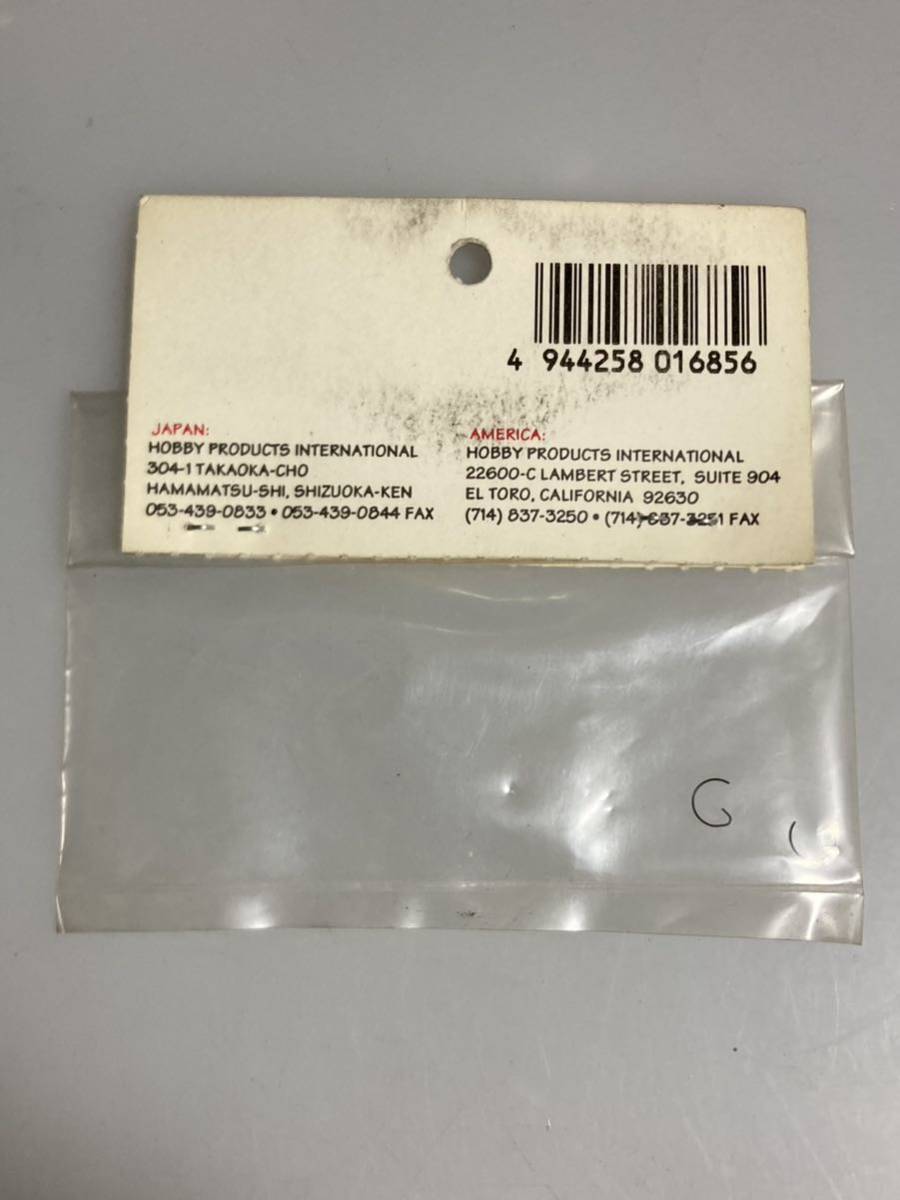 4 944258 016856
JAPAN:
HOBBY PRODUCTS INTERNATIONAL
304-1 TAKAOKA-CHO
HAMAMATSU-SHI, SHIZUOKA-KEN
053-439-0833 • 053-439-0844 FAX
AMERICA:
HOBBY PRODUCTS INTERNATIONAL
22600-C LAMBERT STREET, SUITE 904
EL TORO, CALIFORNIA 92630
(714) 837-3250 • (714) 837-3251 FAX
G